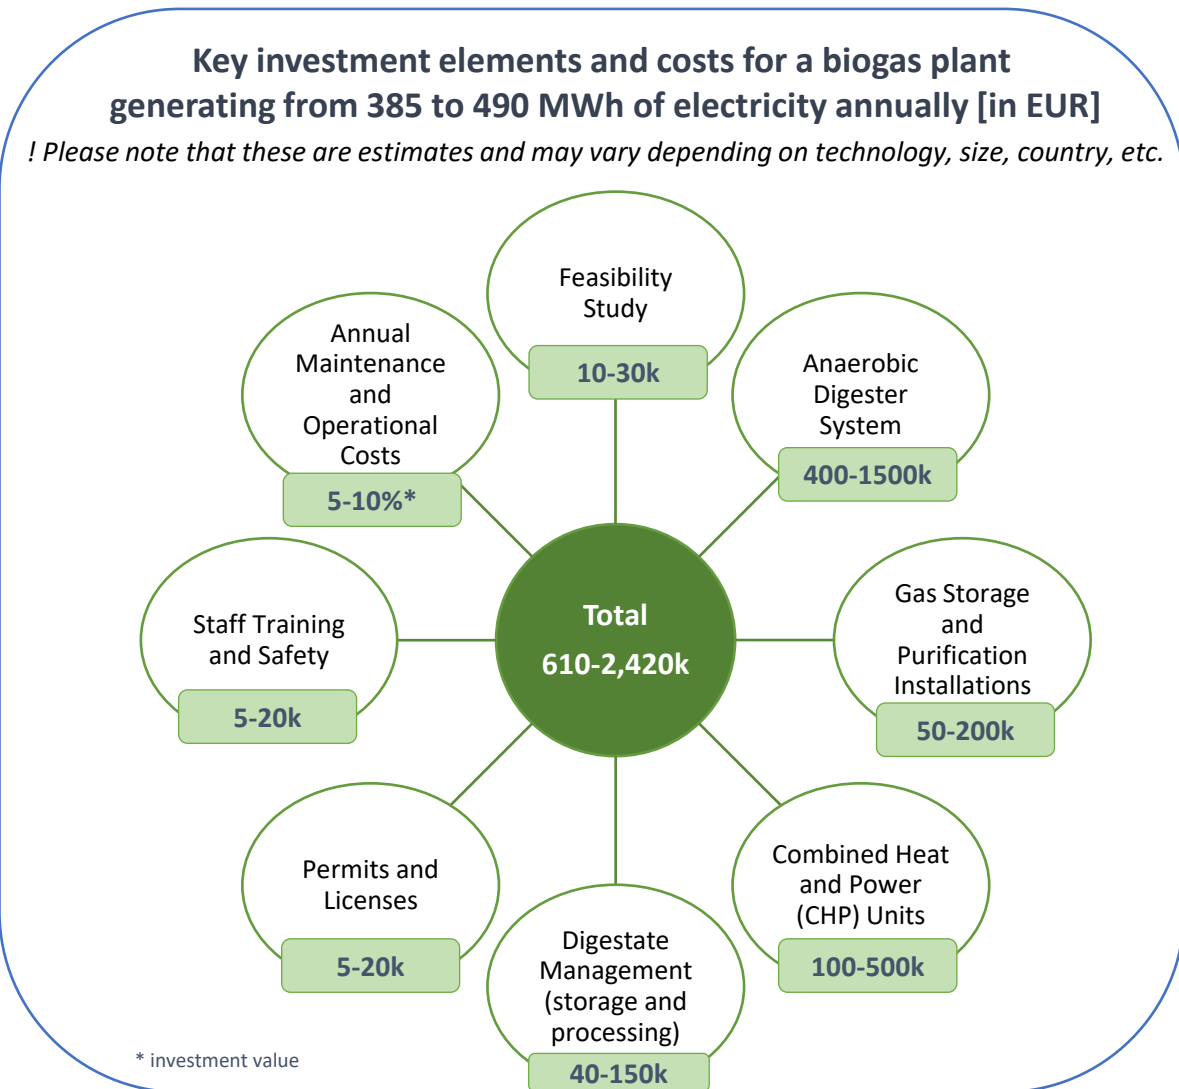 Key investment elements and costs for a biogas plant
generating from 385 to 490 MWh of electricity annually [in EUR]
! Please note that these are estimates and may vary depending on technology, size, country, etc.
Feasibility
Study
10-30k
Anaerobic
Digester
System
400-1500k
Gas Storage
and
Purification
Installations
50-200k
Combined Heat
and Power
(CHP) Units
100-500k
Digestate
Management
(storage and
processing)
40-150k
Permits and
Licenses
5-20k
Staff Training
and Safety
5-20k
Annual
Maintenance
and
Operational
Costs
5-10%*
Total
610-2,420k
* investment value